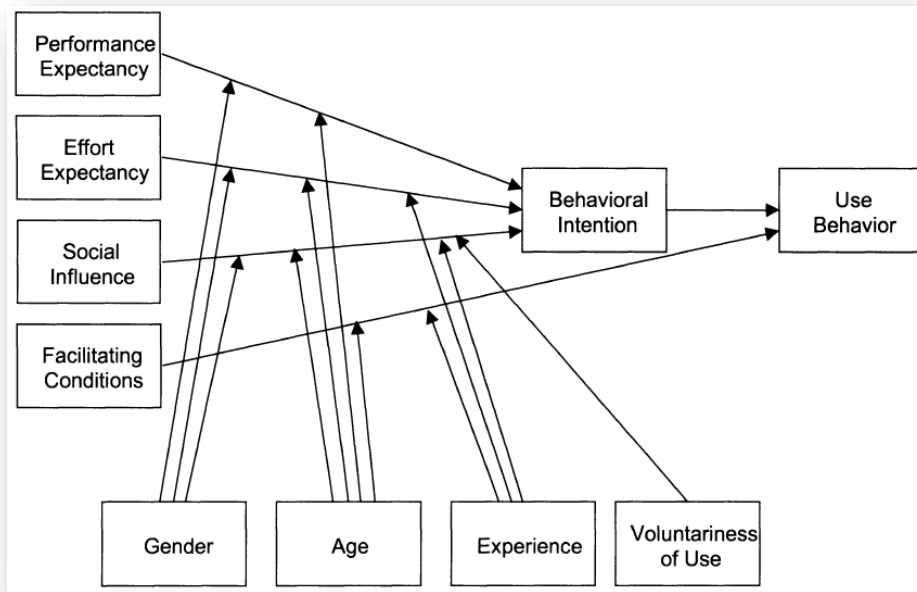 Performance
Expectancy
Effort
Expectancy
Social
Influence
Facilitating
Conditions
Behavioral
Intention
Use
Behavior
Gender
Age
Experience
Voluntariness
of Use